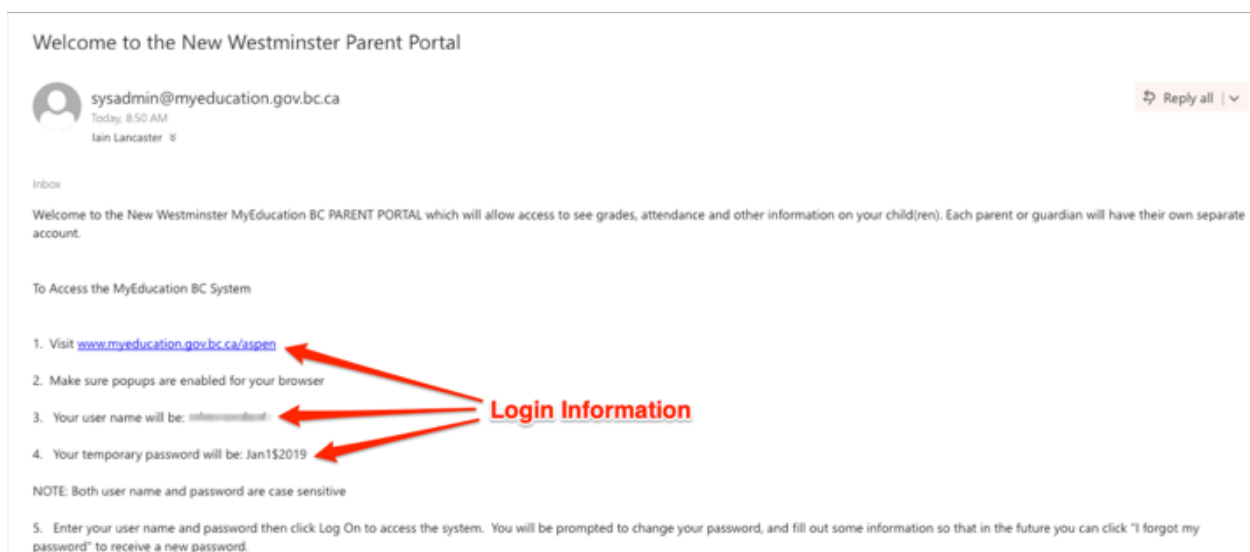 Welcome to the New Westminster Parent Portal
sysadmin@myeducation.gov.bc.ca
Reply all
Today, 8:50 AM
Iain Lancaster
Inbox
Welcome to the New Westminster MyEducation BC PARENT PORTAL which will allow access to see grades, attendance and other information on your child(ren). Each parent or guardian will have their own separate
account.
To Access the MyEducation BC System
1. Visit www.myeducation.gov.bc.ca/aspen
2. Make sure popups are enabled for your browser
3. Your user name will be:
Login Information
4. Your temporary password will be: Jan1$2019
NOTE: Both user name and password are case sensitive
5. Enter your user name and password then click Log On to access the system. You will be prompted to change your password, and fill out some information so that in the future you can click "I forgot my
password" to receive a new password.